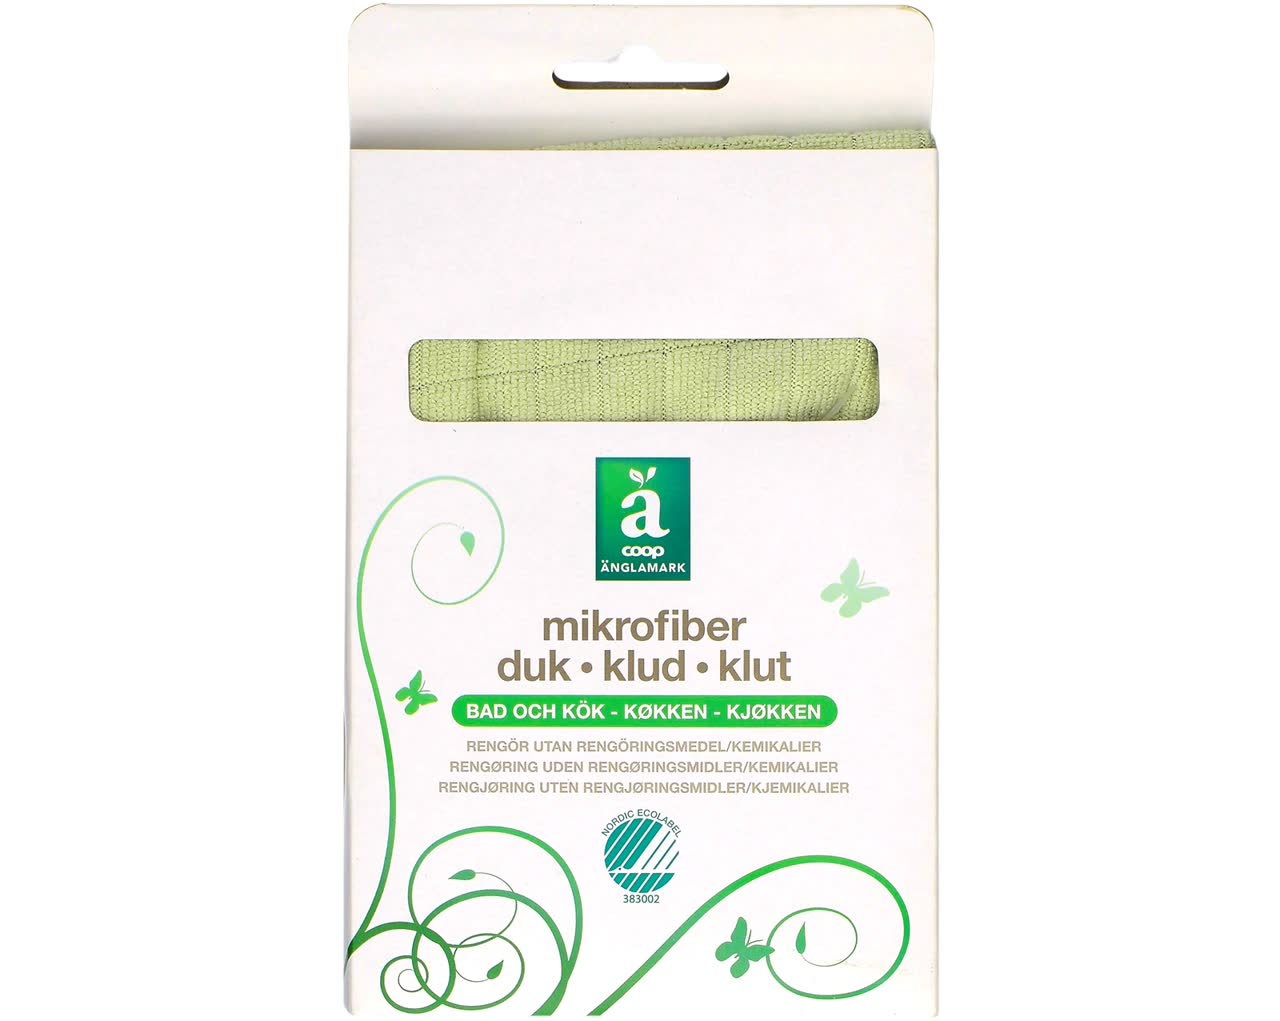 å
coop
ÄNGLAMARK
mikrofiber
duk • klud • klut
BAD OCH KÖK - KØKKEN - KJØKKEN
RENGÖR UTAN RENGÖRINGSMEDEL/KEMIKALIER
RENGØRING UDEN RENGØRINGSMIDLER/KEMIKALIER
RENGJØRING UTEN RENGJØRINGSMIDLER/KJEMIKALIER
NORDIC ECOLABEL
383002